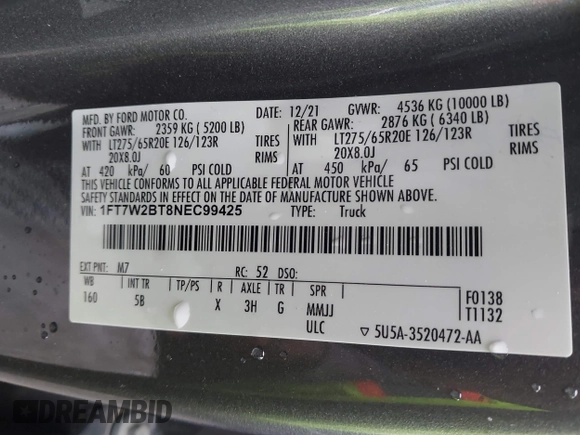 MFD. BY FORD MOTOR CO.
DATE: 12/21 GVWR: 4536 KG (10000 LB)
FRONT GAWR: 2359 KG ( 5200 LB) REAR GAWR: 2876 KG ( 6340 LB)
WITH LT275/65R20E 126/123R TIRES WITH LT275/65R20E 126/123R TIRES
20X8.0J RIMS 20X8.0J RIMS
AT 420 kPa/ 60 PSI COLD AT 450 kPa/ 65 PSI COLD
THIS VEHICLE CONFORMS TO ALL APPLICABLE FEDERAL MOTOR VEHICLE
SAFETY STANDARDS IN EFFECT ON THE DATE OF MANUFACTURE SHOWN ABOVE.
VIN: 1FT7W2BT8NEC99425 TYPE: Truck
EXT PNT: M7 RC: 52 DSO:
WB INT TR TP/PS R AXLE TR SPR
160 5B X 3H G MMJJ
ULC
F0138
T1132
▽ 5U5A-3520472-AA
DREAMBID